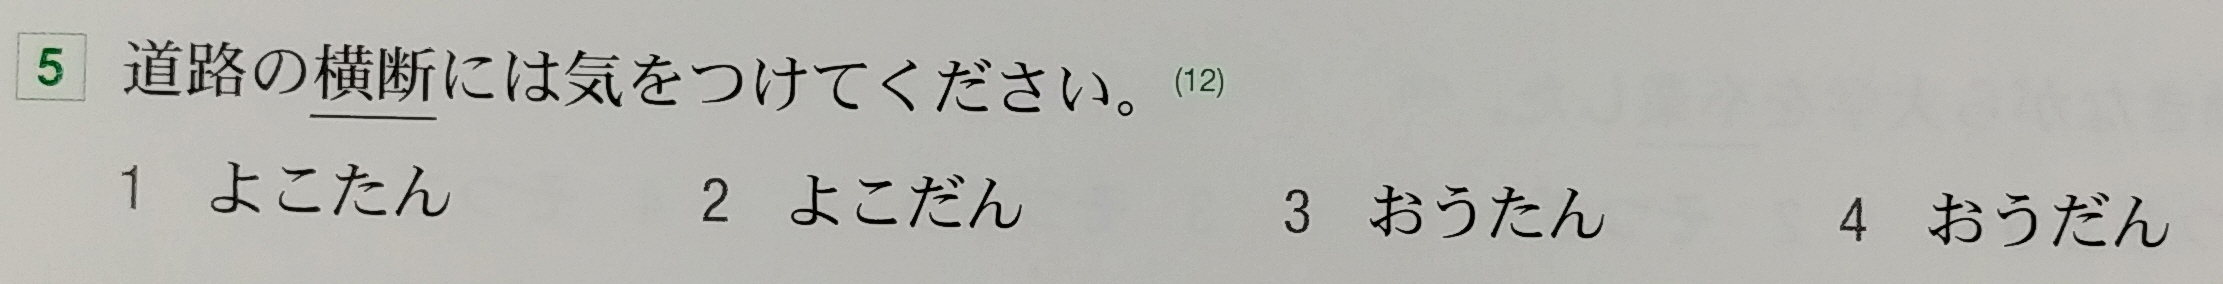 5 道路の横断には気をつけてください。(12)
1 よこたん 2 よこだん 3 おうたん 4 おうだん